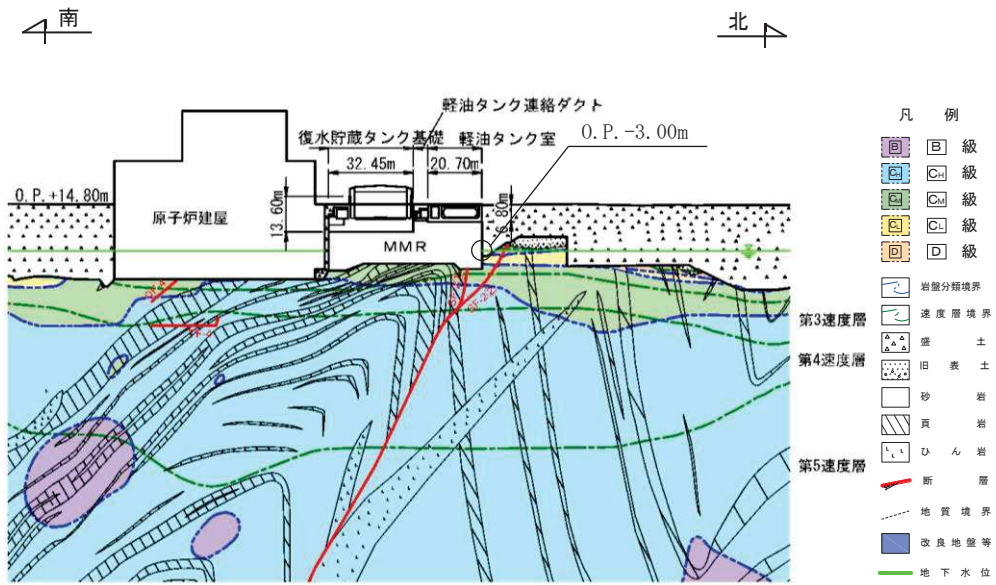 南
北
軽油タンク連絡ダクト
復水貯蔵タンク基礎 軽油タンク室
O.P.-3.00m
32.45m
20.70m
O.P.+14.80m
13.60m
6.80m
原子炉建屋
MMR
第3速度層
第4速度層
第5速度層
凡 例
B B 級
CH CH 級
CM CM 級
CL CL 級
D D 級
岩盤分類境界
速度層境界
盛土
旧表土
砂岩
頁岩
ひん岩
断層
地質境界
改良地盤等
地下水位